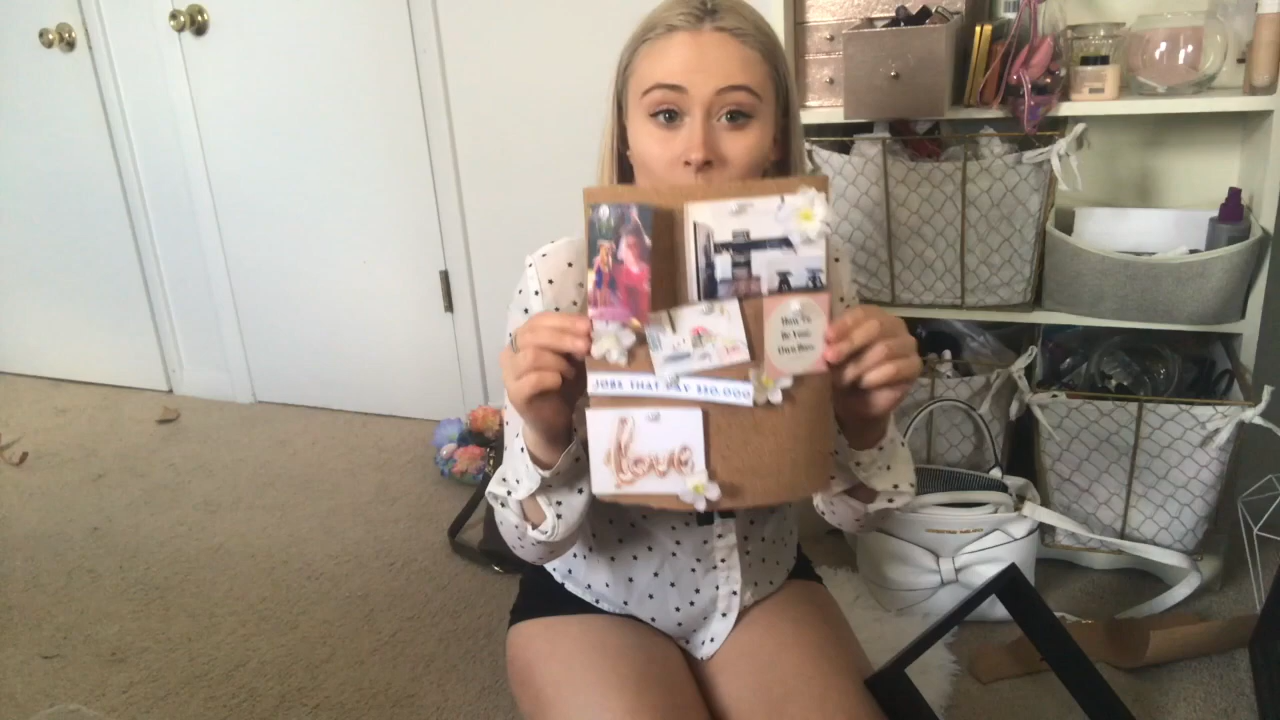 How To
Be Your
Own Boss
JOBS THAT PAY $80,000
love